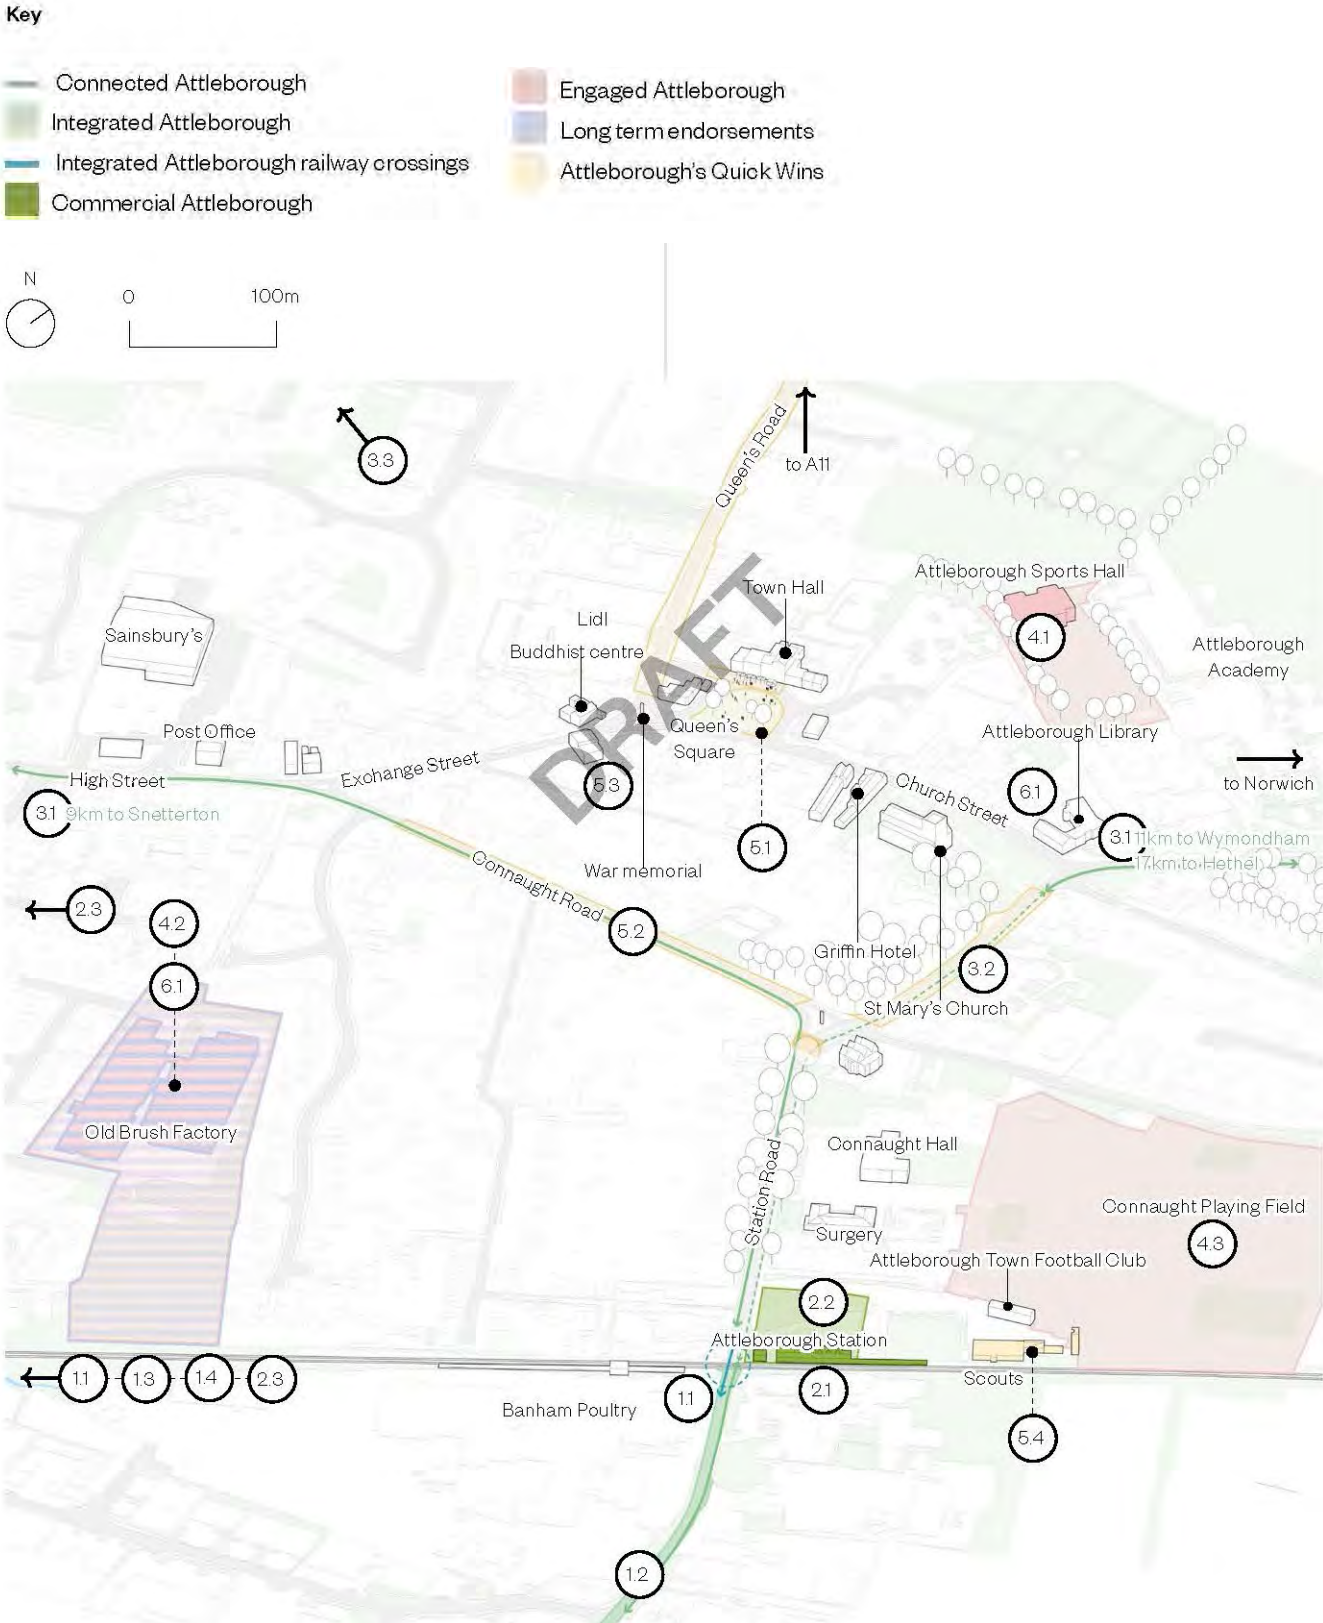 Key
Connected Attleborough
Integrated Attleborough
Integrated Attleborough railway crossings
Commercial Attleborough
Engaged Attleborough
Long term endorsements
Attleborough's Quick Wins
N
0
100m
3.3
Queen's Road
to A11
Attleborough Sports Hall
4.1
Town Hall
Lidl
Sainsbury's
Buddhist centre
Attleborough
Academy
DRAFT
Post Office
Queen's
Square
Attleborough Library
Exchange Street
High Street
5.3
Church Street
6.1
to Norwich
3.1
9km to Snetterton
5.1
3.1
11km to Wymondham
17km to Hethel
War memorial
Connaught Road
2.3
4.2
5.2
Griffin Hotel
3.2
6.1
St Mary's Church
Old Brush Factory
Connaught Hall
Station Road
Connaught Playing Field
4.3
Surgery
Attleborough Town Football Club
2.2
Attleborough Station
1.1
1.3
1.4
2.3
Scouts
1.1
2.1
Banham Poultry
5.4
1.2